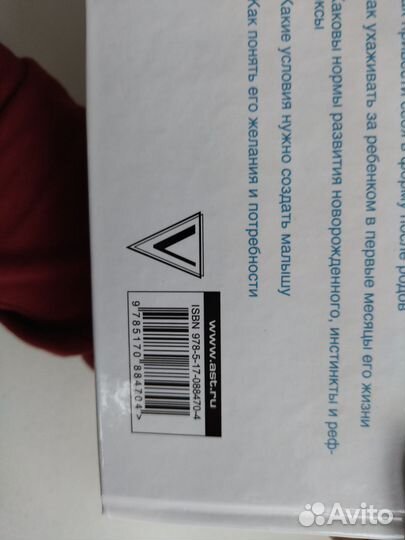 как привести себя в форму после родов
как ухаживать за ребенком в первые месяцы его жизни
Каковы нормы развития новорожденного, инстинкты и реф-
ксы
Какие условия нужно создать малышу
Как понять его желания и потребности
www.ast.ru
ISBN 978-5-17-088470-4
9 785170 884704 >
Avito